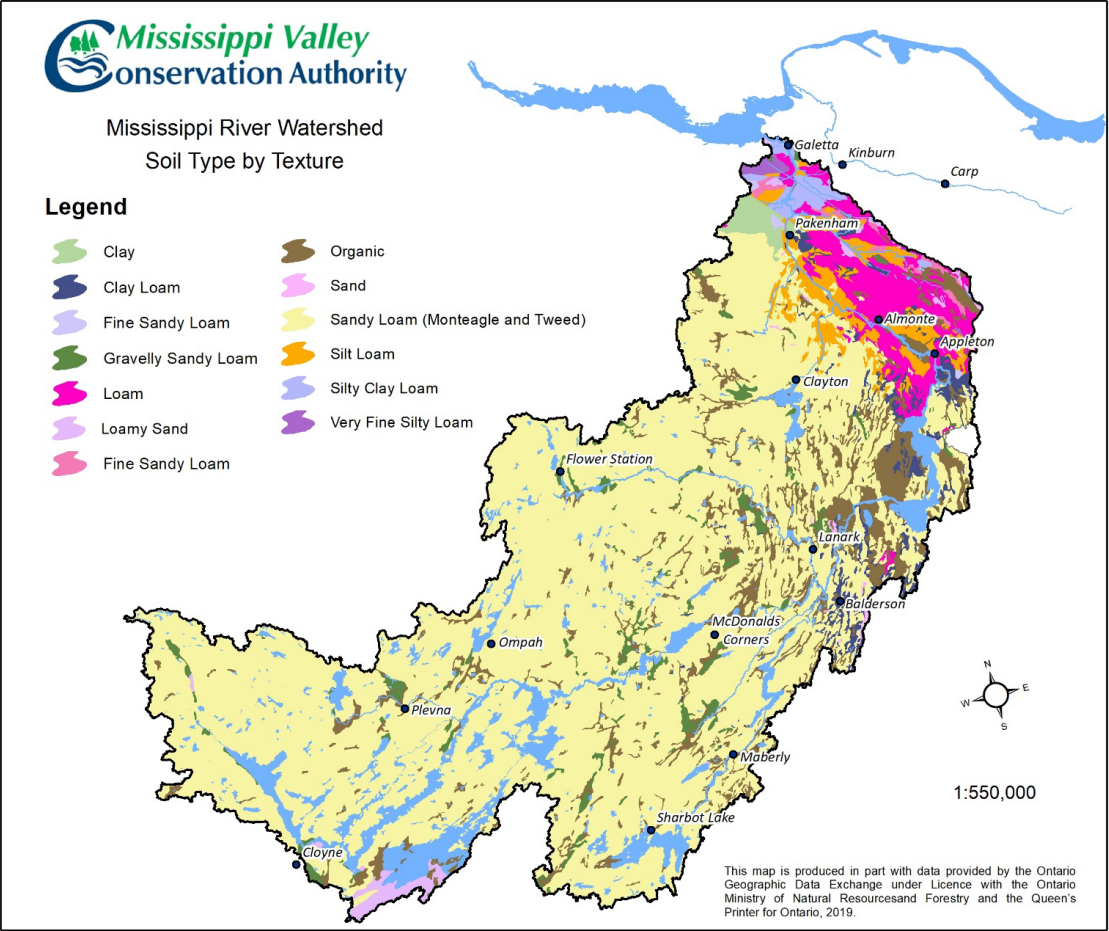 Mississippi Valley
Conservation Authority
Mississippi River Watershed
Soil Type by Texture
Legend
Clay
Clay Loam
Fine Sandy Loam
Gravelly Sandy Loam
Loam
Loamy Sand
Fine Sandy Loam
Organic
Sand
Sandy Loam (Monteagle and Tweed)
Silt Loam
Silty Clay Loam
Very Fine Silty Loam
Galetta
Kinburn
Carp
Pakenham
Almonte
Appleton
Clayton
Flower Station
Lanark
Balderson
McDonalds
Corners
Ompah
Plevna
Maberly
Sharbot Lake
Cloyne
N
E
W
S
1:550,000
This map is produced in part with data provided by the Ontario
Geographic Data Exchange under Licence with the Ontario
Ministry of Natural Resourcesand Forestry and the Queen's
Printer for Ontario, 2019.